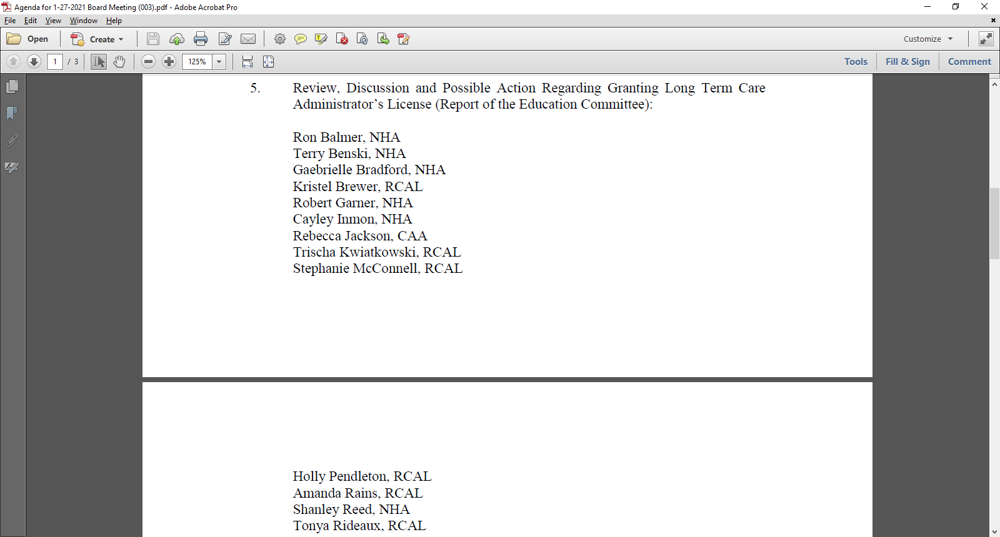 Agenda for 1-27-2021 Board Meeting (003).pdf - Adobe Acrobat Pro
File Edit View Window Help
Open Create Customize
1 / 3 125% Tools Fill & Sign Comment
5. Review, Discussion and Possible Action Regarding Granting Long Term Care
Administrator’s License (Report of the Education Committee):
Ron Balmer, NHA
Terry Benski, NHA
Gaebrielle Bradford, NHA
Kristel Brewer, RCAL
Robert Garner, NHA
Cayley Inmon, NHA
Rebecca Jackson, CAA
Trischa Kwiatkowski, RCAL
Stephanie McConnell, RCAL
Holly Pendleton, RCAL
Amanda Rains, RCAL
Shanley Reed, NHA
Tonya Rideaux, RCAL